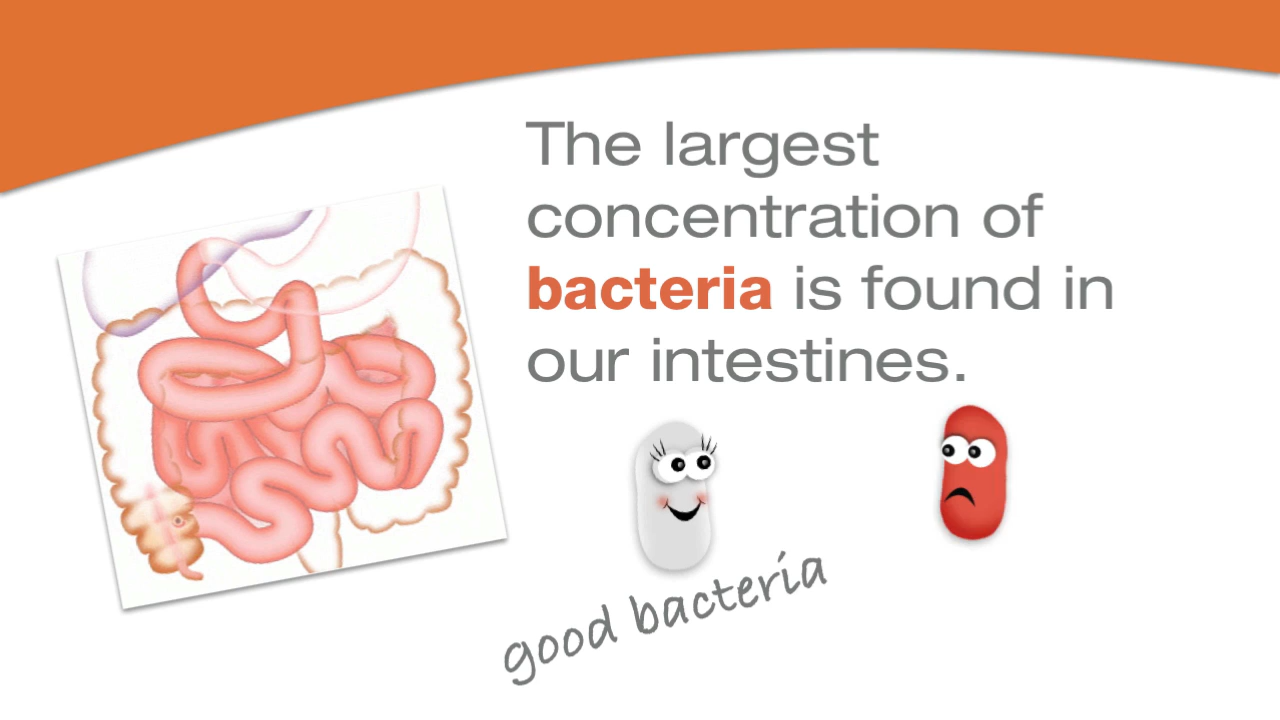 The largest
concentration of
bacteria is found in
our intestines.
good bacteria